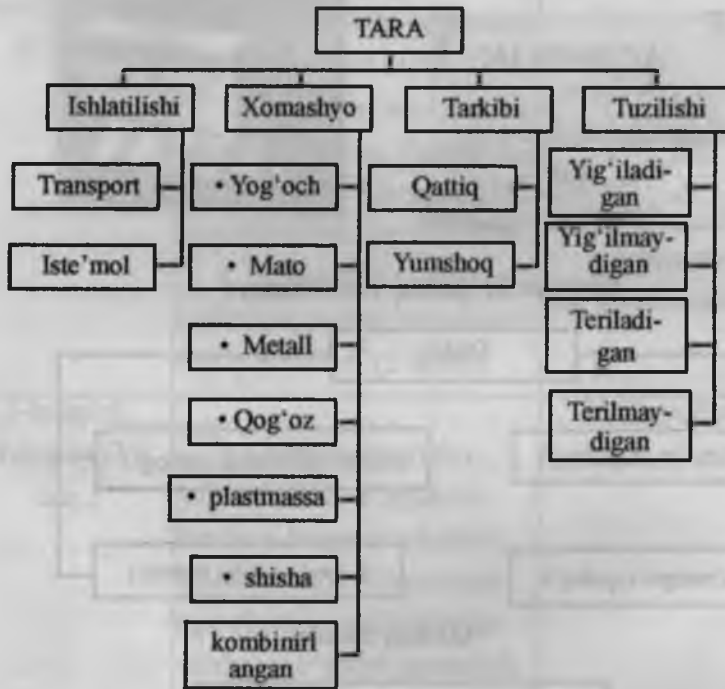 TARA
Ishlatilishi
Xomashyo
Tarkibi
Tuzilishi
Transport
Iste’mol
• Yog‘och
• Mato
• Metall
• Qog‘oz
• plastmassa
• shisha
kombinirl
angan
Qattiq
Yumshoq
Yig‘iladi-
gan
Yig‘ilmay-
digan
Teriladi-
gan
Terilmay-
digan